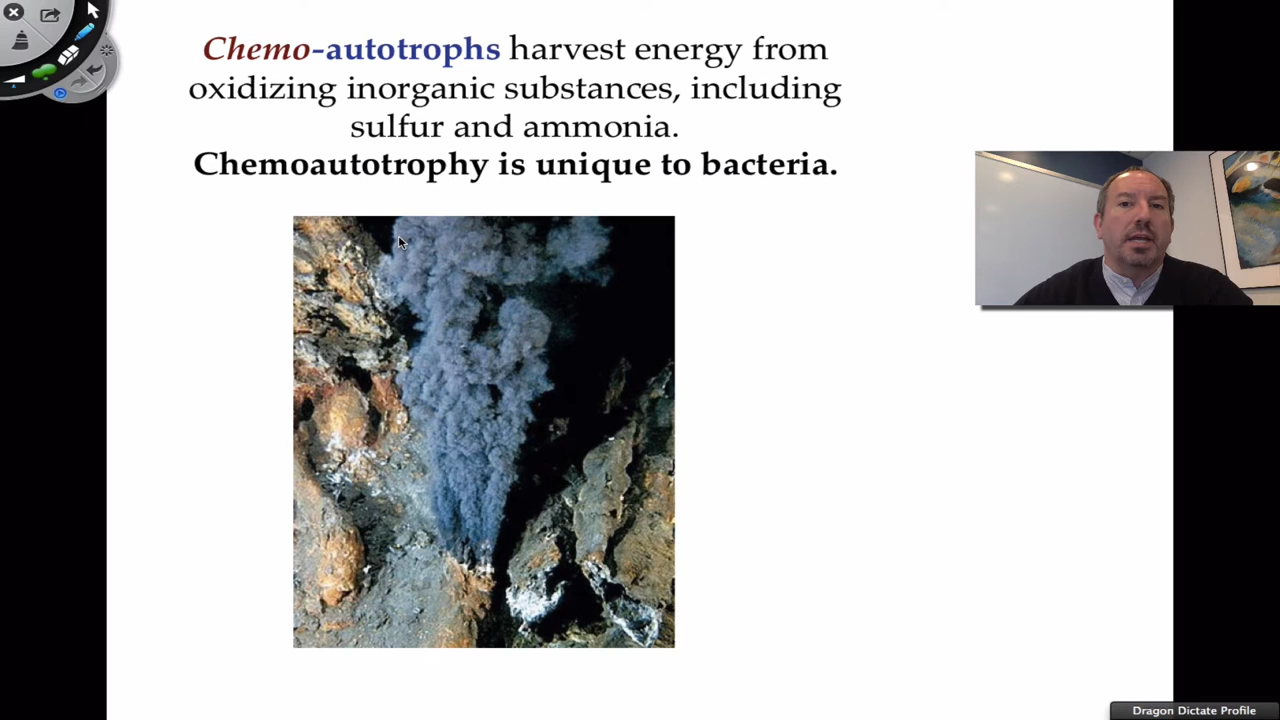 Chemo-autotrophs harvest energy from
oxidizing inorganic substances, including
sulfur and ammonia.
Chemoautotrophy is unique to bacteria.
Dragon Dictate Profile